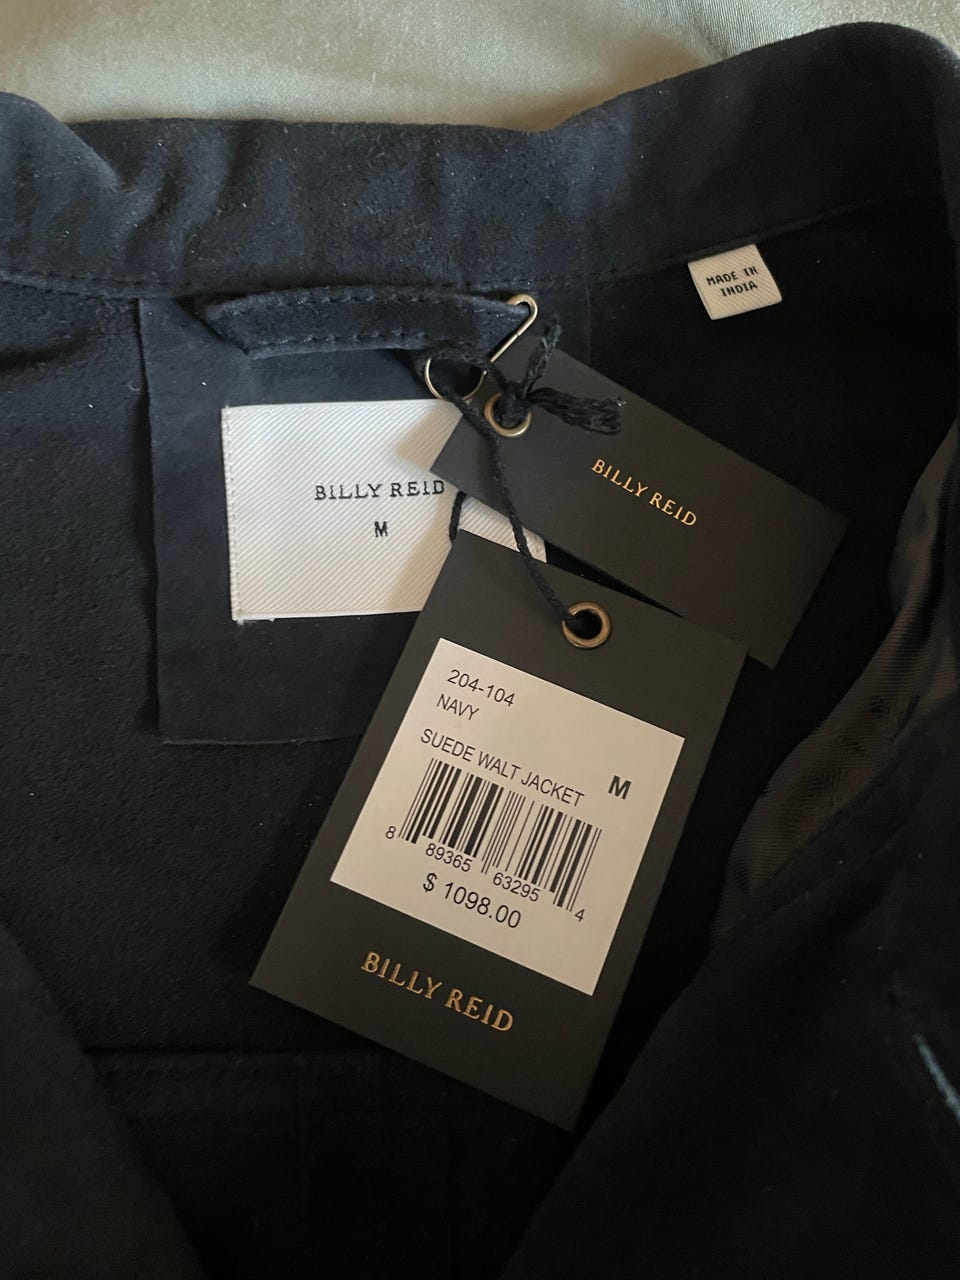 MADE IN
INDIA
BILLY REID
M
BILLY REID
204-104
NAVY
SUEDE WALT JACKET
M
8 89365 63295 4
$ 1098.00
BILLY REID